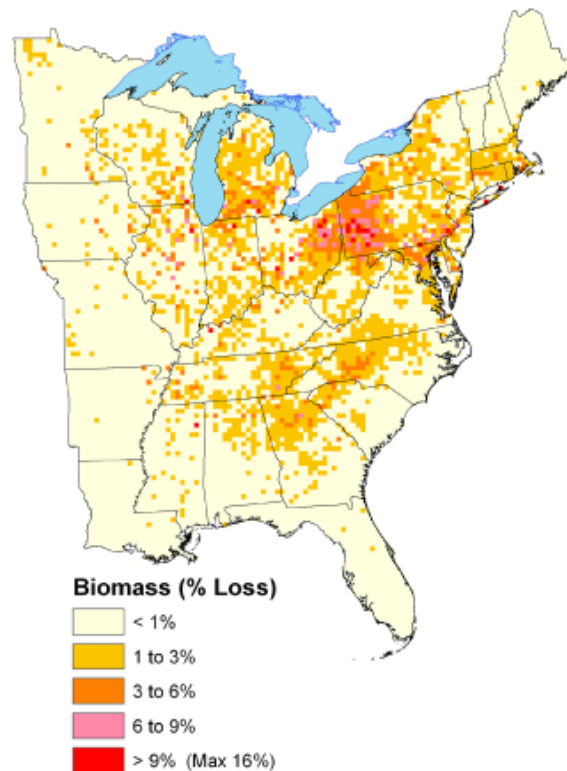 Biomass (% Loss)
< 1%
1 to 3%
3 to 6%
6 to 9%
> 9% (Max 16%)